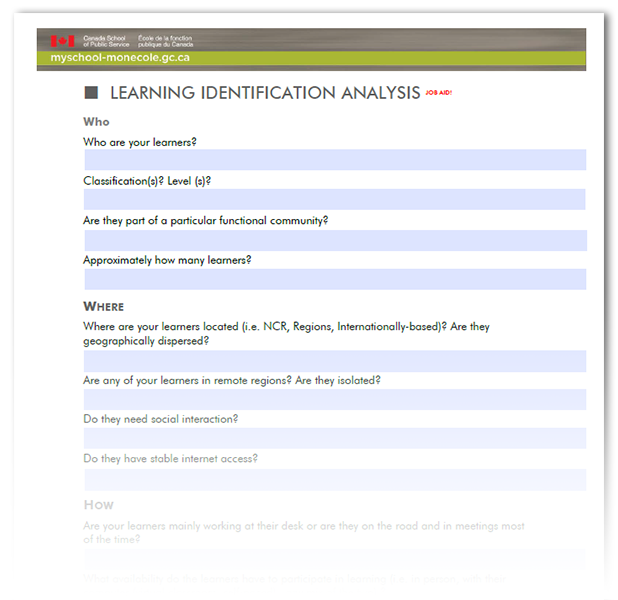 Canada School
of Public Service
École de la fonction
publique du Canada
myschool-monecole.gc.ca
LEARNING IDENTIFICATION ANALYSIS JOB AID!
Who
Who are your learners?
Classification(s)? Level (s)?
Are they part of a particular functional community?
Approximately how many learners?
WHERE
Where are your learners located (i.e. NCR, Regions, Internationally-based)? Are they
geographically dispersed?
Are any of your learners in remote regions? Are they isolated?
Do they need social interaction?
Do they have stable internet access?
How
Are your learners mainly working at their desk or are they on the road and in meetings most
of the time?